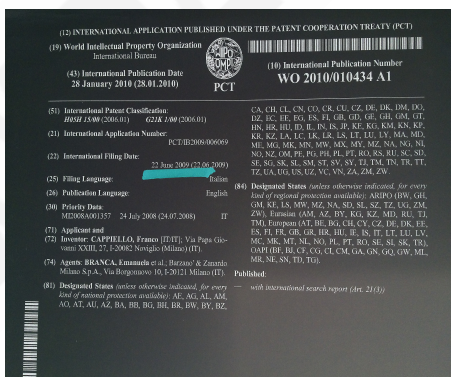 (12) INTERNATIONAL APPLICATION PUBLISHED UNDER THE PATENT COOPERATION TREATY (PCT)
(19) World Intellectual Property Organization
International Bureau
(43) International Publication Date
28 January 2010 (28.01.2010)
WIPO
OMPI
PCT
(10) International Publication Number
WO 2010/010434 A1
(51) International Patent Classification:
H05H 15/00 (2006.01) G21K 1/00 (2006.01)
(21) International Application Number:
PCT/IB2009/006069
(22) International Filing Date:
22 June 2009 (22.06.2009)
(25) Filing Language: Italian
(26) Publication Language: English
(30) Priority Data:
MI2008A001357 24 July 2008 (24.07.2008) IT
(71) Applicant and
(72) Inventor: CAPPIELLO, Franco [IT/IT]; Via Papa Gio-
vanni XXIII, 27, I-20082 Noviglio (Milano) (IT).
(74) Agents: BRANCA, Emanuela et al.; Barzano' & Zanardo
Milano S.p.A., Via Borgonuovo 10, I-20121 Milano (IT).
(81) Designated States (unless otherwise indicated, for every
kind of national protection available): AE, AG, AL, AM,
AO, AT, AU, AZ, BA, BB, BG, BH, BR, BW, BY, BZ,
CA, CH, CL, CN, CO, CR, CU, CZ, DE, DK, DM, DO,
DZ, EC, EE, EG, ES, FI, GB, GD, GE, GH, GM, GT,
HN, HR, HU, ID, IL, IN, IS, JP, KE, KG, KM, KN, KP,
KR, KZ, LA, LC, LK, LR, LS, LT, LU, LY, MA, MD,
ME, MG, MK, MN, MW, MX, MY, MZ, NA, NG, NI,
NO, NZ, OM, PE, PG, PH, PL, PT, RO, RS, RU, SC, SD,
SE, SG, SK, SL, SM, ST, SV, SY, TJ, TM, TN, TR, TT,
TZ, UA, UG, US, UZ, VC, VN, ZA, ZM, ZW.
(84) Designated States (unless otherwise indicated, for every
kind of regional protection available): ARIPO (BW, GH,
GM, KE, LS, MW, MZ, NA, SD, SL, SZ, TZ, UG, ZM,
ZW), Eurasian (AM, AZ, BY, KG, KZ, MD, RU, TJ,
TM), European (AT, BE, BG, CH, CY, CZ, DE, DK, EE,
ES, FI, FR, GB, GR, HR, HU, IE, IS, IT, LT, LU, LV,
MC, MK, MT, NL, NO, PL, PT, RO, SE, SI, SK, TR),
OAPI (BF, BJ, CF, CG, CI, CM, GA, GN, GQ, GW, ML,
MR, NE, SN, TD, TG).
Published:
— with international search report (Art. 21(3))